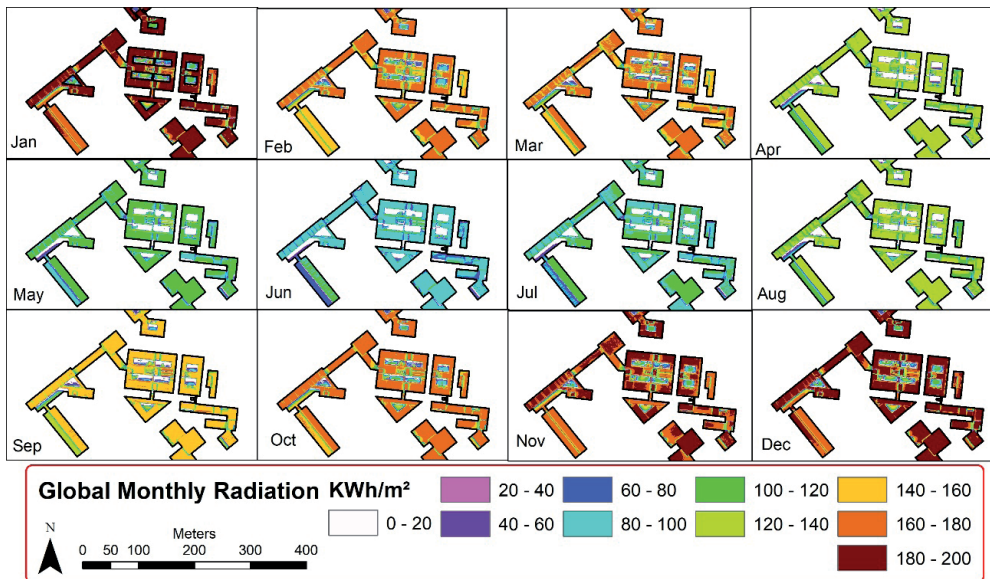 Jan
Feb
Mar
Apr
May
Jun
Jul
Aug
Sep
Oct
Nov
Dec
Global Monthly Radiation KWh/m²
0 - 20
20 - 40
40 - 60
60 - 80
80 - 100
100 - 120
120 - 140
140 - 160
160 - 180
180 - 200
N
Meters
0 50 100 200 300 400